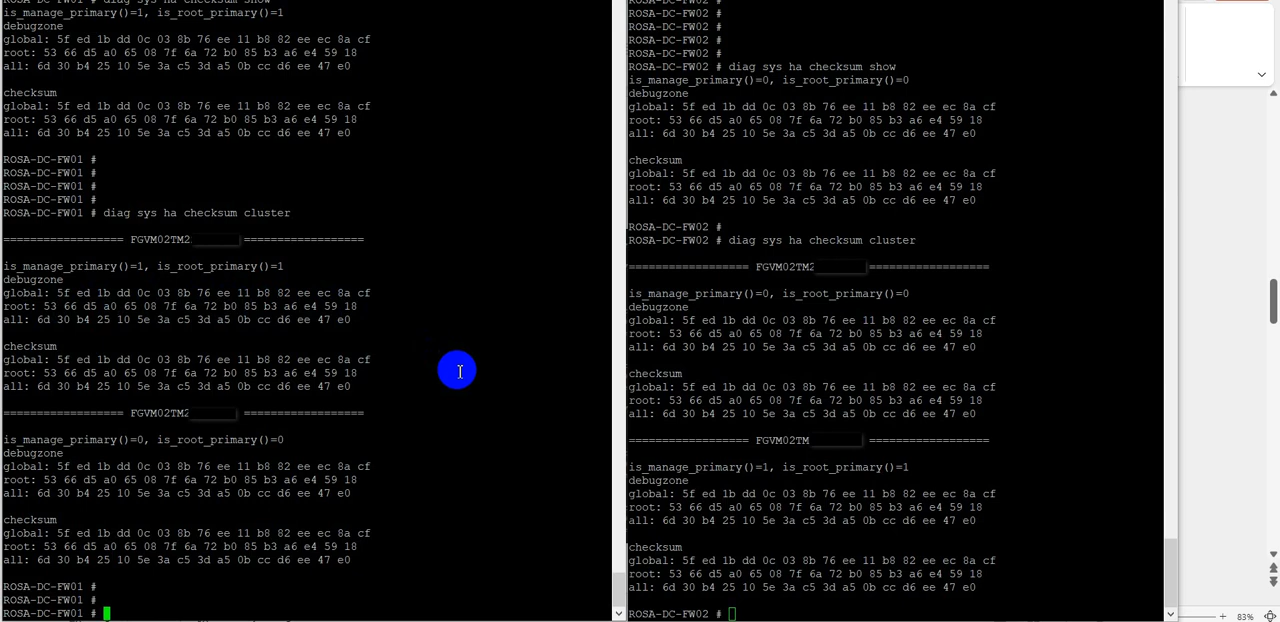 ROSA-DC-FW01 # diag sys ha checksum show
is_manage_primary()=1, is_root_primary()=1
debugzone
global: 5f ed 1b dd 0c 03 8b 76 ee 11 b8 82 ee ec 8a cf
root: 53 66 d5 a0 65 08 7f 6a 72 b0 85 b3 a6 e4 59 18
all: 6d 30 b4 25 10 5e 3a c5 3d a5 0b cc d6 ee 47 e0
checksum
global: 5f ed 1b dd 0c 03 8b 76 ee 11 b8 82 ee ec 8a cf
root: 53 66 d5 a0 65 08 7f 6a 72 b0 85 b3 a6 e4 59 18
all: 6d 30 b4 25 10 5e 3a c5 3d a5 0b cc d6 ee 47 e0
ROSA-DC-FW01 #
ROSA-DC-FW01 #
ROSA-DC-FW01 #
ROSA-DC-FW01 #
ROSA-DC-FW01 # diag sys ha checksum cluster
================== FGVM02TM2 ==================
is_manage_primary()=1, is_root_primary()=1
debugzone
global: 5f ed 1b dd 0c 03 8b 76 ee 11 b8 82 ee ec 8a cf
root: 53 66 d5 a0 65 08 7f 6a 72 b0 85 b3 a6 e4 59 18
all: 6d 30 b4 25 10 5e 3a c5 3d a5 0b cc d6 ee 47 e0
checksum
global: 5f ed 1b dd 0c 03 8b 76 ee 11 b8 82 ee ec 8a cf
root: 53 66 d5 a0 65 08 7f 6a 72 b0 85 b3 a6 e4 59 18
all: 6d 30 b4 25 10 5e 3a c5 3d a5 0b cc d6 ee 47 e0
================== FGVM02TM2 ==================
is_manage_primary()=0, is_root_primary()=0
debugzone
global: 5f ed 1b dd 0c 03 8b 76 ee 11 b8 82 ee ec 8a cf
root: 53 66 d5 a0 65 08 7f 6a 72 b0 85 b3 a6 e4 59 18
all: 6d 30 b4 25 10 5e 3a c5 3d a5 0b cc d6 ee 47 e0
checksum
global: 5f ed 1b dd 0c 03 8b 76 ee 11 b8 82 ee ec 8a cf
root: 53 66 d5 a0 65 08 7f 6a 72 b0 85 b3 a6 e4 59 18
all: 6d 30 b4 25 10 5e 3a c5 3d a5 0b cc d6 ee 47 e0
ROSA-DC-FW01 #
ROSA-DC-FW01 #
ROSA-DC-FW01 #
ROSA-DC-FW02 #
ROSA-DC-FW02 #
ROSA-DC-FW02 #
ROSA-DC-FW02 #
ROSA-DC-FW02 #
ROSA-DC-FW02 # diag sys ha checksum show
is_manage_primary()=0, is_root_primary()=0
debugzone
global: 5f ed 1b dd 0c 03 8b 76 ee 11 b8 82 ee ec 8a cf
root: 53 66 d5 a0 65 08 7f 6a 72 b0 85 b3 a6 e4 59 18
all: 6d 30 b4 25 10 5e 3a c5 3d a5 0b cc d6 ee 47 e0
checksum
global: 5f ed 1b dd 0c 03 8b 76 ee 11 b8 82 ee ec 8a cf
root: 53 66 d5 a0 65 08 7f 6a 72 b0 85 b3 a6 e4 59 18
all: 6d 30 b4 25 10 5e 3a c5 3d a5 0b cc d6 ee 47 e0
ROSA-DC-FW02 #
ROSA-DC-FW02 # diag sys ha checksum cluster
================== FGVM02TM2 ==================
is_manage_primary()=0, is_root_primary()=0
debugzone
global: 5f ed 1b dd 0c 03 8b 76 ee 11 b8 82 ee ec 8a cf
root: 53 66 d5 a0 65 08 7f 6a 72 b0 85 b3 a6 e4 59 18
all: 6d 30 b4 25 10 5e 3a c5 3d a5 0b cc d6 ee 47 e0
checksum
global: 5f ed 1b dd 0c 03 8b 76 ee 11 b8 82 ee ec 8a cf
root: 53 66 d5 a0 65 08 7f 6a 72 b0 85 b3 a6 e4 59 18
all: 6d 30 b4 25 10 5e 3a c5 3d a5 0b cc d6 ee 47 e0
================== FGVM02TM ==================
is_manage_primary()=1, is_root_primary()=1
debugzone
global: 5f ed 1b dd 0c 03 8b 76 ee 11 b8 82 ee ec 8a cf
root: 53 66 d5 a0 65 08 7f 6a 72 b0 85 b3 a6 e4 59 18
all: 6d 30 b4 25 10 5e 3a c5 3d a5 0b cc d6 ee 47 e0
checksum
global: 5f ed 1b dd 0c 03 8b 76 ee 11 b8 82 ee ec 8a cf
root: 53 66 d5 a0 65 08 7f 6a 72 b0 85 b3 a6 e4 59 18
all: 6d 30 b4 25 10 5e 3a c5 3d a5 0b cc d6 ee 47 e0
ROSA-DC-FW02 #
83%